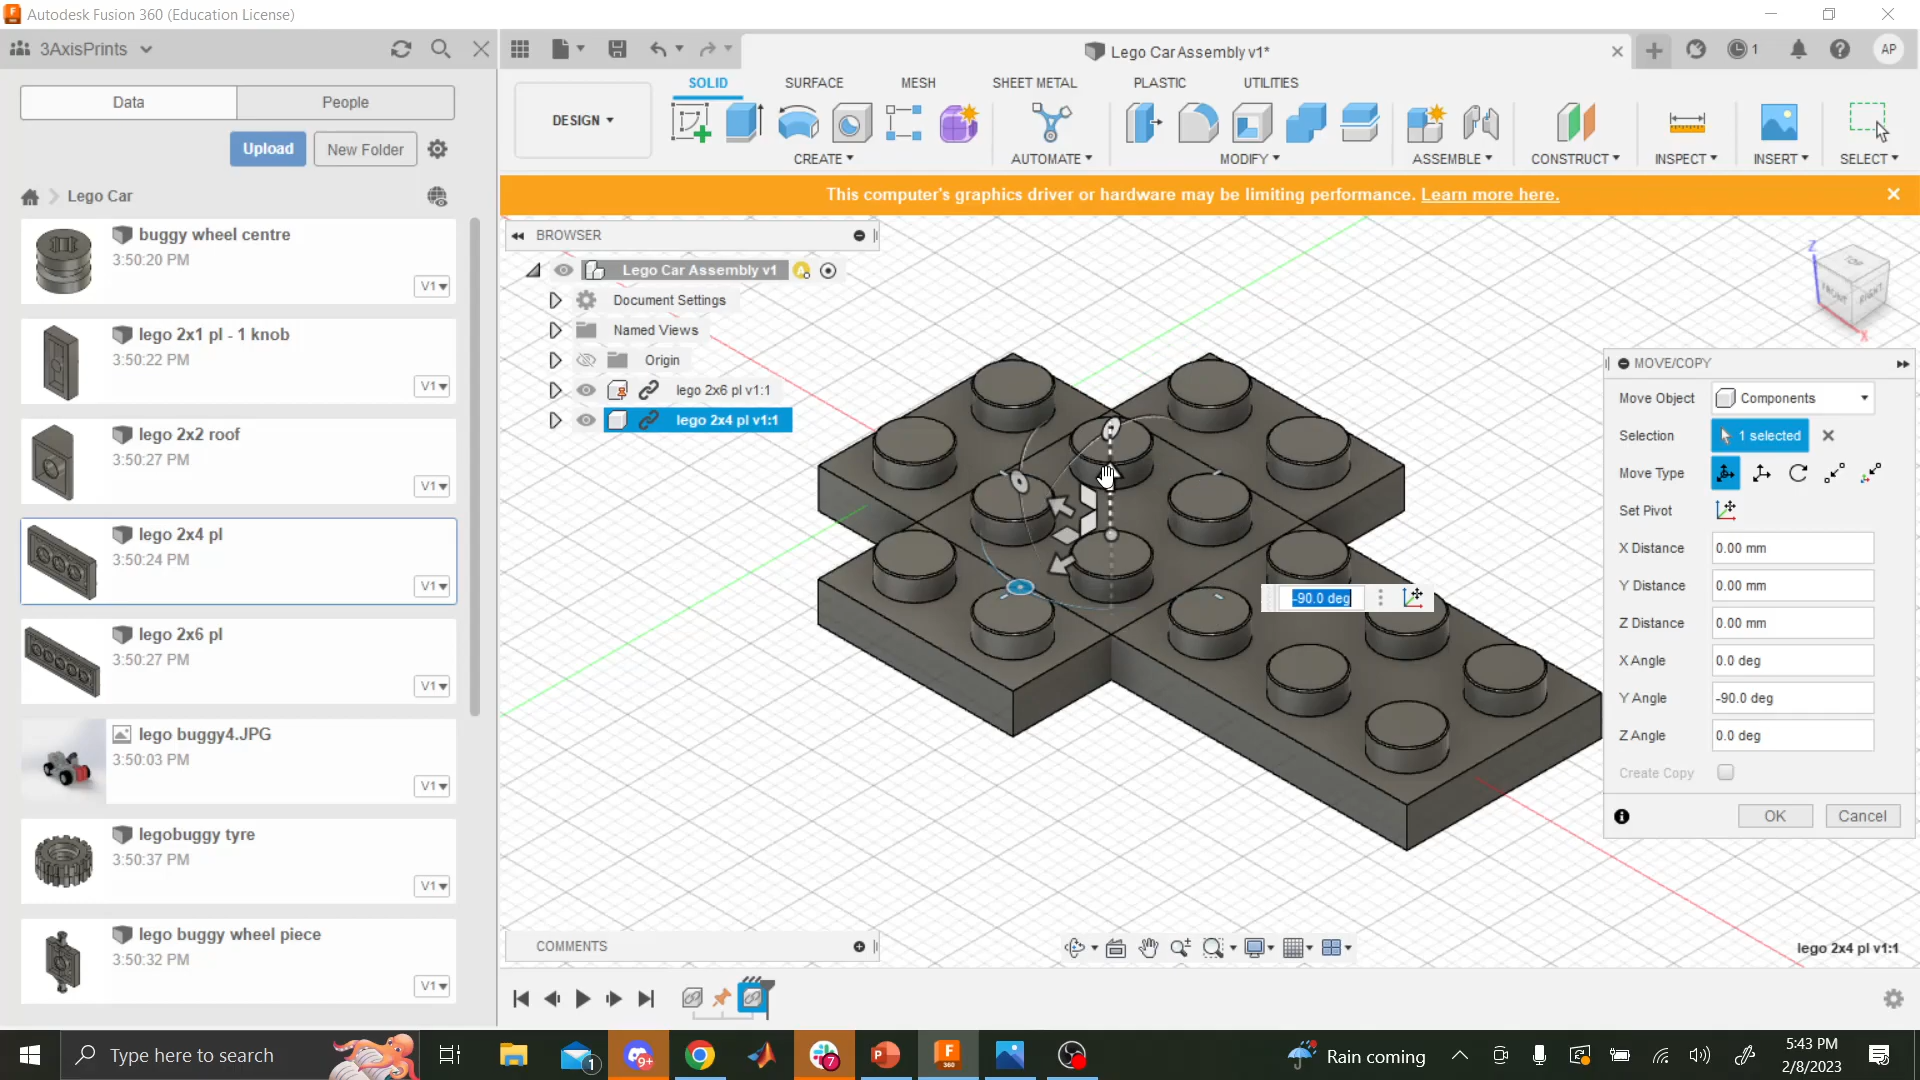 Autodesk Fusion 360 (Education License)
3AxisPrints
Lego Car Assembly v1*
1
AP
Data
People
Upload
New Folder
Lego Car
buggy wheel centre
3:50:20 PM
V1
lego 2x1 pl - 1 knob
3:50:22 PM
V1
lego 2x2 roof
3:50:27 PM
V1
lego 2x4 pl
3:50:24 PM
V1
lego 2x6 pl
3:50:27 PM
V1
lego buggy4.JPG
3:50:03 PM
V1
legobuggy tyre
3:50:37 PM
V1
lego buggy wheel piece
3:50:32 PM
V1
DESIGN
SOLID
SURFACE
MESH
SHEET METAL
PLASTIC
UTILITIES
CREATE
AUTOMATE
MODIFY
ASSEMBLE
CONSTRUCT
INSPECT
INSERT
SELECT
This computer's graphics driver or hardware may be limiting performance. Learn more here.
BROWSER
Lego Car Assembly v1
Document Settings
Named Views
Origin
lego 2x6 pl v1:1
lego 2x4 pl v1:1
Z
TOP
FRONT
RIGHT
X
-90.0 deg
MOVE/COPY
Move Object
Components
Selection
1 selected
Move Type
Set Pivot
X Distance
0.00 mm
Y Distance
0.00 mm
Z Distance
0.00 mm
X Angle
0.0 deg
Y Angle
-90.0 deg
Z Angle
0.0 deg
Create Copy
OK
Cancel
COMMENTS
lego 2x4 pl v1:1
Type here to search
1
9+
7
P
F
360
Rain coming
5:43 PM
2/8/2023